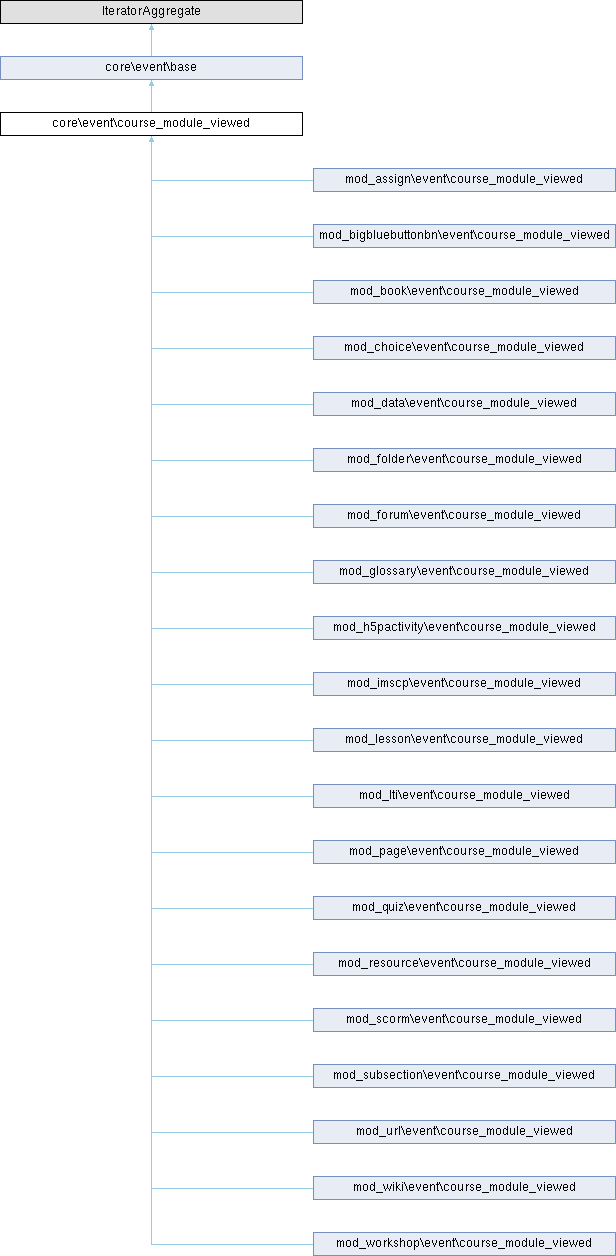 IteratorAggregate
core\event\base
core\event\course_module_viewed
mod_assign\event\course_module_viewed
mod_bigbluebuttonbn\event\course_module_viewed
mod_book\event\course_module_viewed
mod_choice\event\course_module_viewed
mod_data\event\course_module_viewed
mod_folder\event\course_module_viewed
mod_forum\event\course_module_viewed
mod_glossary\event\course_module_viewed
mod_h5pactivity\event\course_module_viewed
mod_imscp\event\course_module_viewed
mod_lesson\event\course_module_viewed
mod_lti\event\course_module_viewed
mod_page\event\course_module_viewed
mod_quiz\event\course_module_viewed
mod_resource\event\course_module_viewed
mod_scorm\event\course_module_viewed
mod_subsection\event\course_module_viewed
mod_url\event\course_module_viewed
mod_wiki\event\course_module_viewed
mod_workshop\event\course_module_viewed